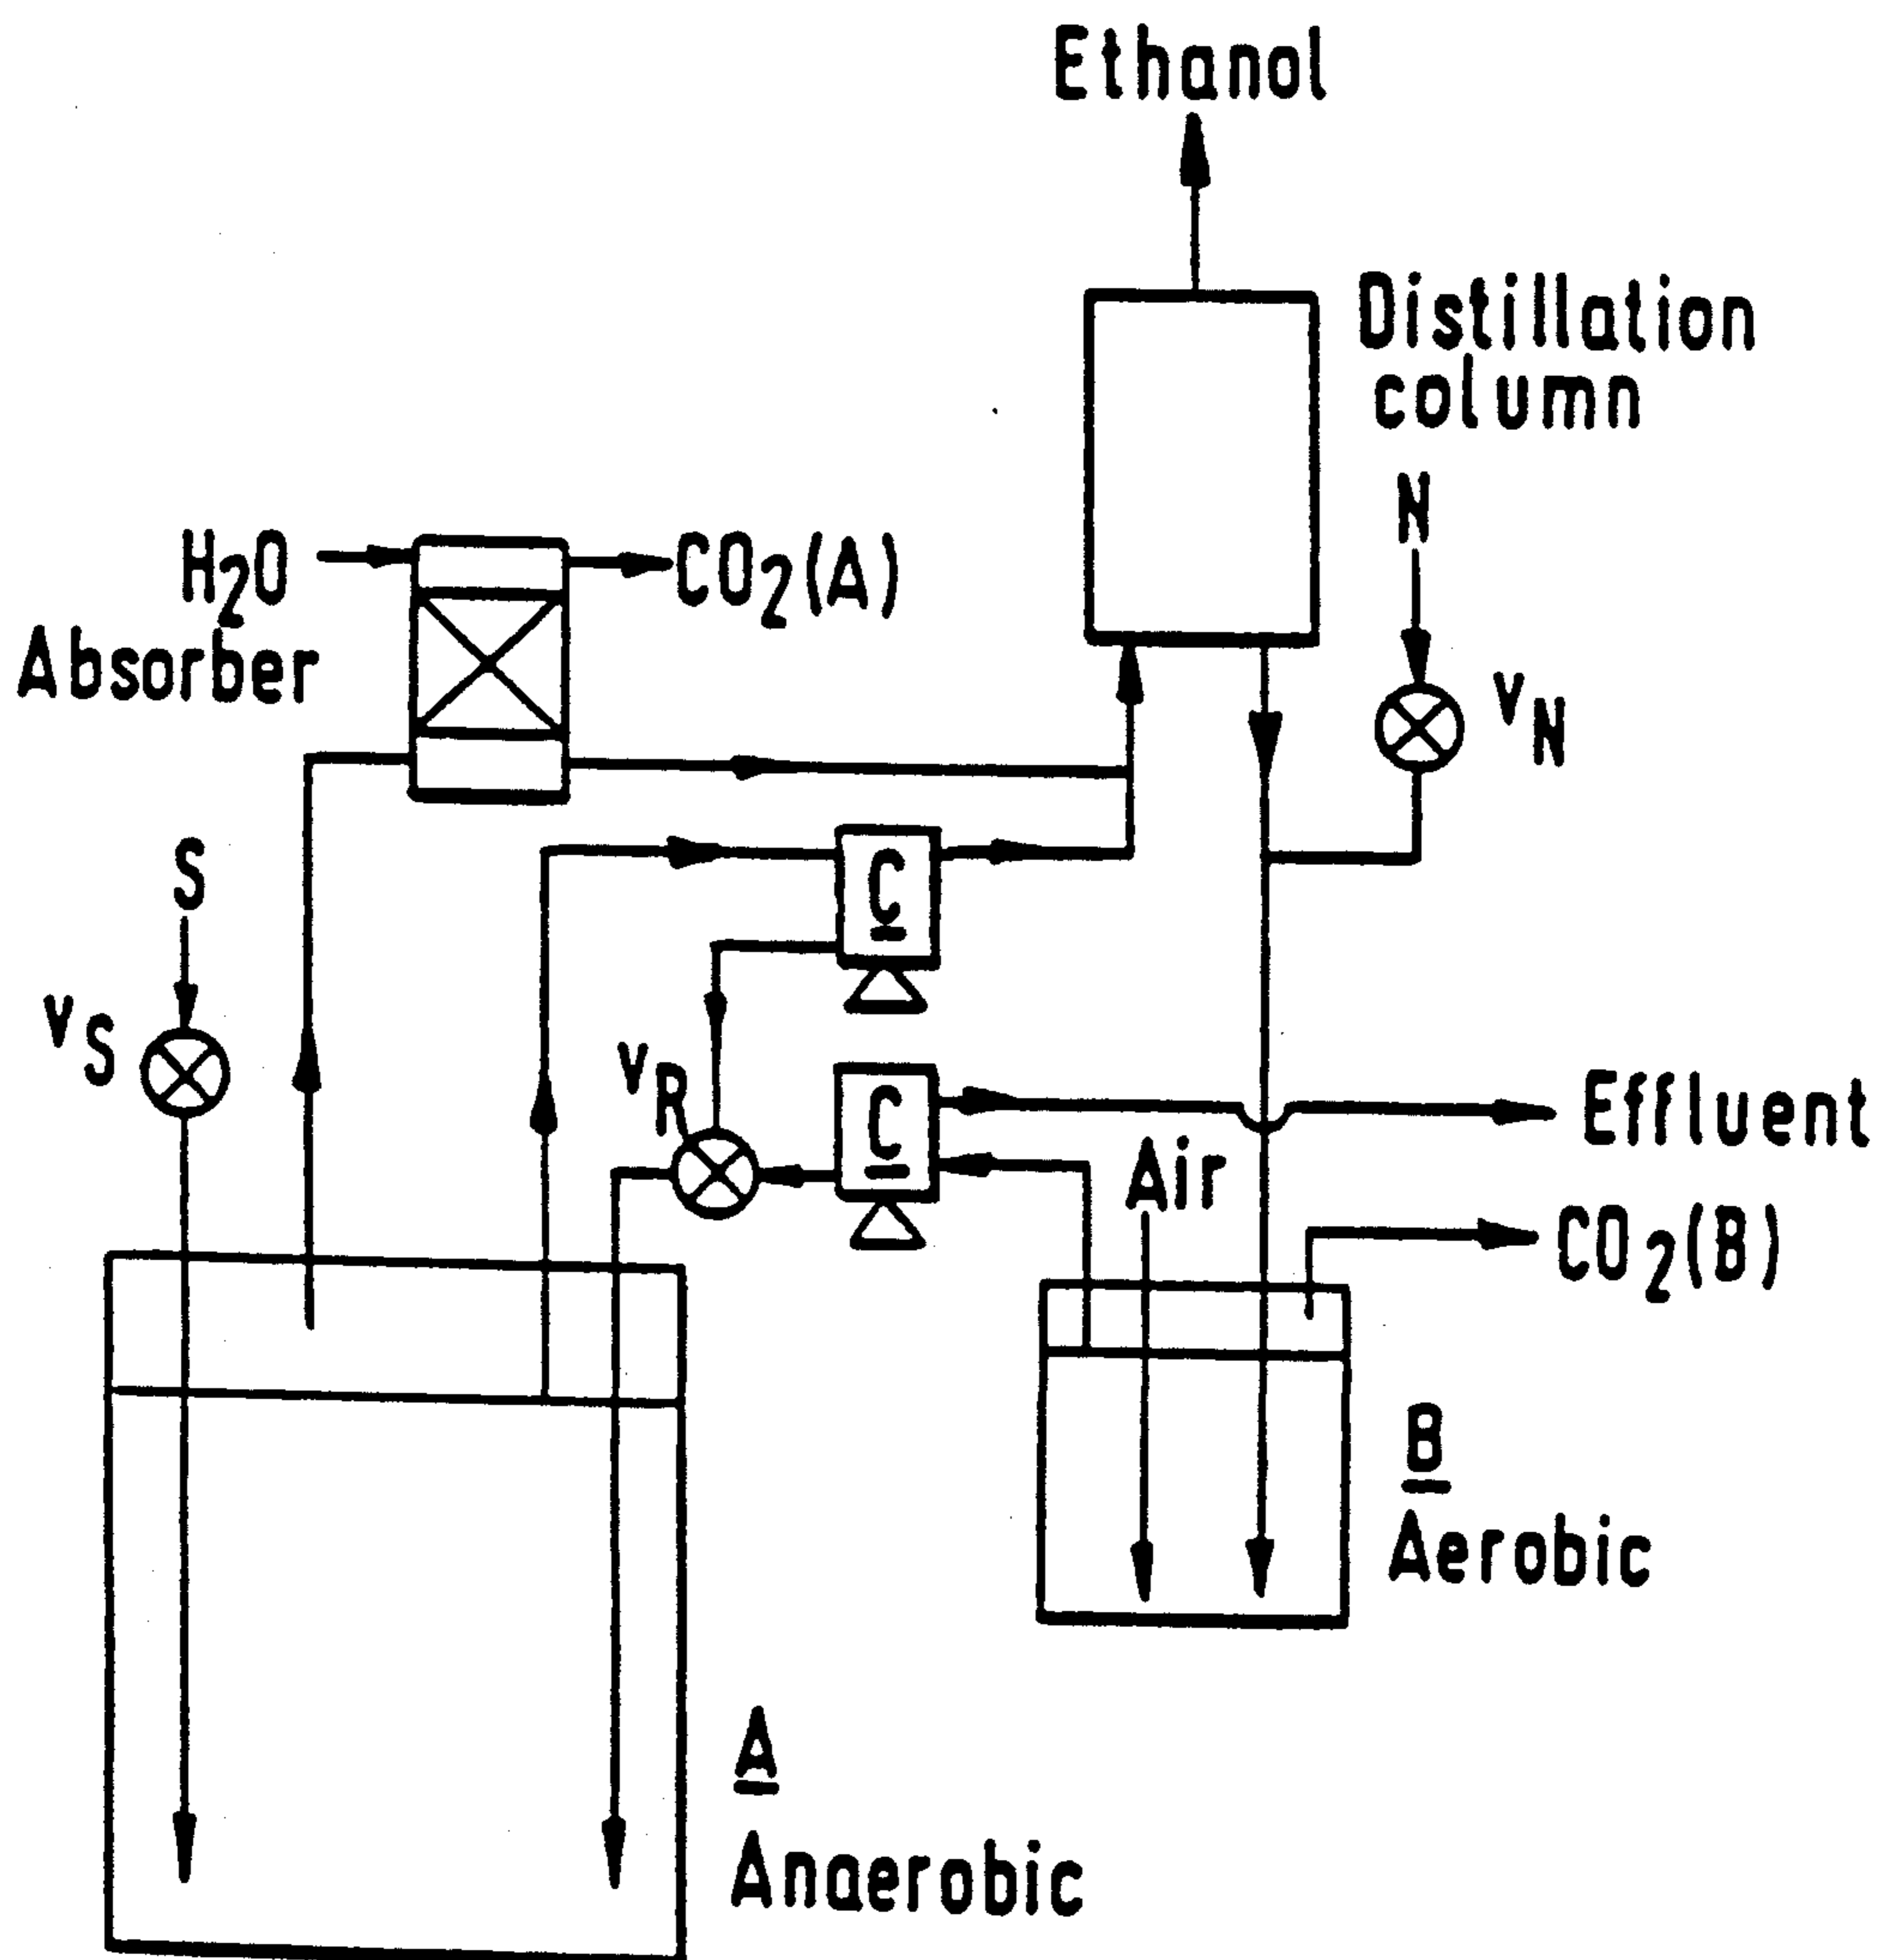 Ethanol
Distillation
column
N
H2O
CO2(A)
Absorber
vN
S
C
vS
vR
C
Effluent
Air
CO2(B)
B
Aerobic
A
Anaerobic